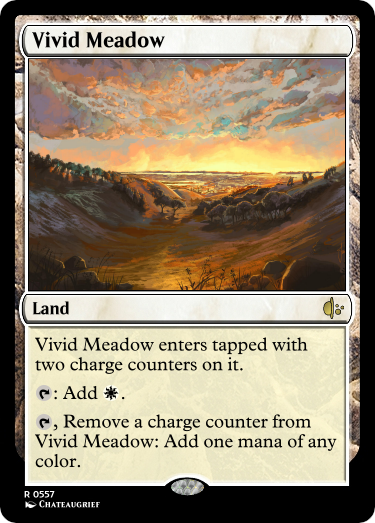 Vivid Meadow
Land
Vivid Meadow enters tapped with
two charge counters on it.
: Add .
, Remove a charge counter from
Vivid Meadow: Add one mana of any
color.
R 0557
Chateaugrief